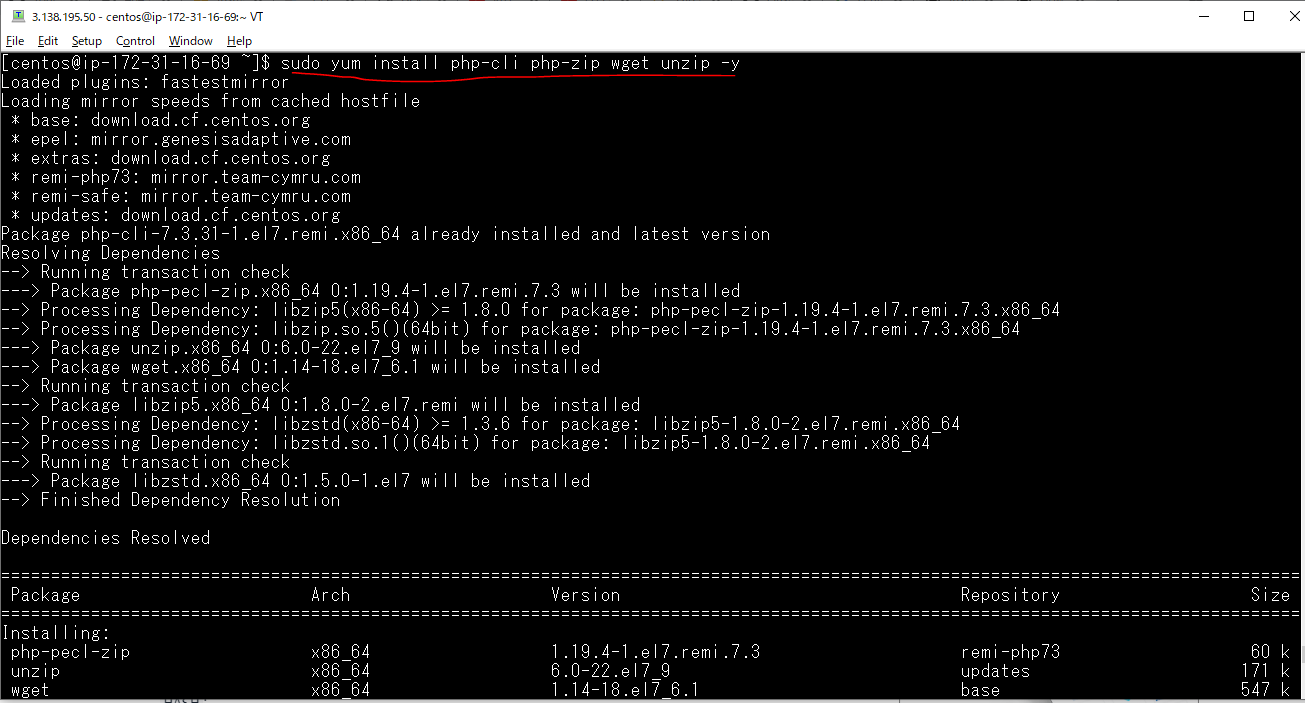 3.138.195.50 - centos@ip-172-31-16-69:~ VT
File Edit Setup Control Window Help
[centos@ip-172-31-16-69 ~]$ sudo yum install php-cli php-zip wget unzip -y
Loaded plugins: fastestmirror
Loading mirror speeds from cached hostfile
 * base: download.cf.centos.org
 * epel: mirror.genesisadaptive.com
 * extras: download.cf.centos.org
 * remi-php73: mirror.team-cymru.com
 * remi-safe: mirror.team-cymru.com
 * updates: download.cf.centos.org
Package php-cli-7.3.31-1.el7.remi.x86_64 already installed and latest version
Resolving Dependencies
--> Running transaction check
---> Package php-pecl-zip.x86_64 0:1.19.4-1.el7.remi.7.3 will be installed
--> Processing Dependency: libzip5(x86-64) >= 1.8.0 for package: php-pecl-zip-1.19.4-1.el7.remi.7.3.x86_64
--> Processing Dependency: libzip.so.5()(64bit) for package: php-pecl-zip-1.19.4-1.el7.remi.7.3.x86_64
---> Package unzip.x86_64 0:6.0-22.el7_9 will be installed
---> Package wget.x86_64 0:1.14-18.el7_6.1 will be installed
--> Running transaction check
---> Package libzip5.x86_64 0:1.8.0-2.el7.remi will be installed
--> Processing Dependency: libzstd(x86-64) >= 1.3.6 for package: libzip5-1.8.0-2.el7.remi.x86_64
--> Processing Dependency: libzstd.so.1()(64bit) for package: libzip5-1.8.0-2.el7.remi.x86_64
--> Running transaction check
---> Package libzstd.x86_64 0:1.5.0-1.el7 will be installed
--> Finished Dependency Resolution
Dependencies Resolved
================================================================================
Package Arch Version Repository Size
================================================================================
Installing:
php-pecl-zip x86_64 1.19.4-1.el7.remi.7.3 remi-php73 60 k
unzip x86_64 6.0-22.el7_9 updates 171 k
wget x86_64 1.14-18.el7_6.1 base 547 k